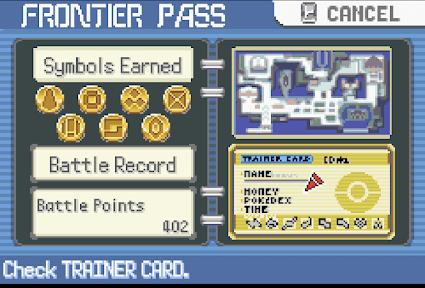 FRONTIER PASS
CANCEL
Symbols Earned
Battle Record
Battle Points
402
TRAINER CARD
NAME
MONEY
POKéDEX
TIME
Check TRAINER CARD.